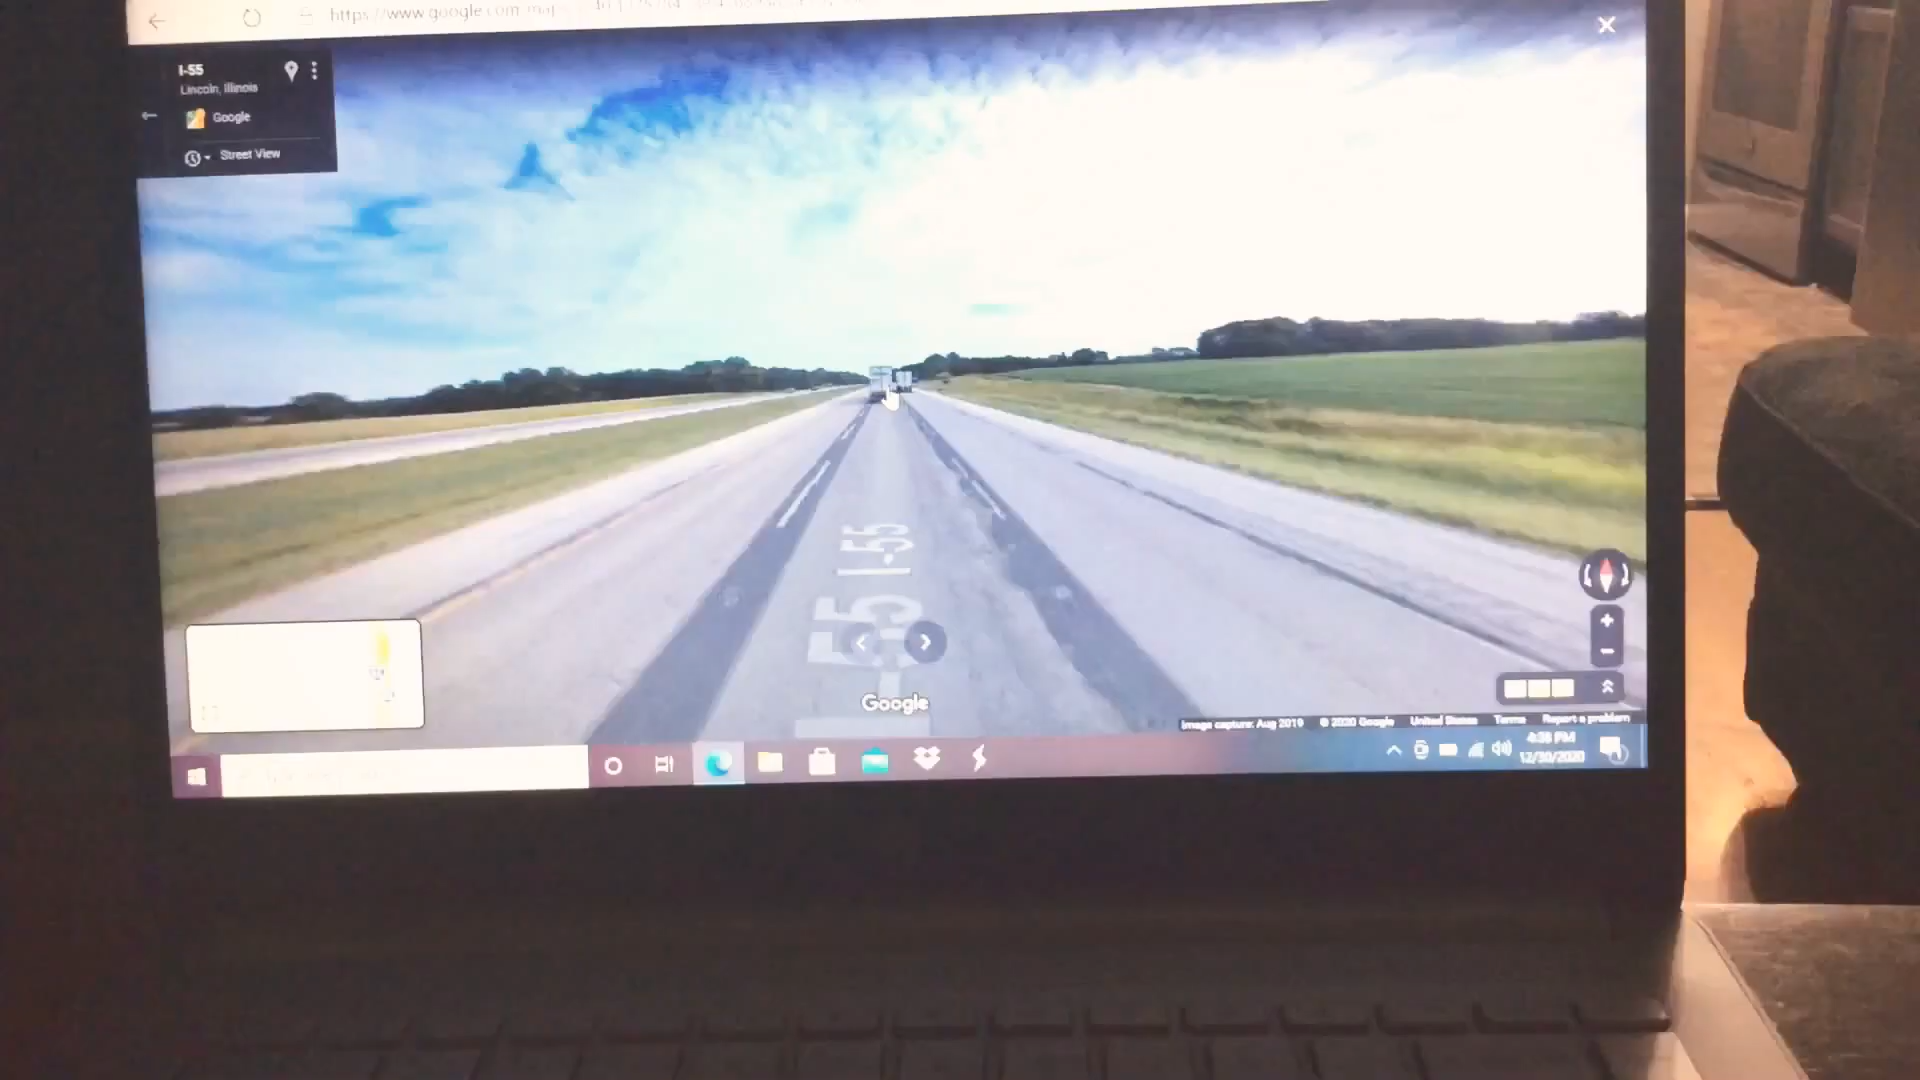 https://www.google.com/map
I-55
Lincoln, Illinois
Google
Street View
I-55
55
Google
Image capture: Aug 2019 © 2020 Google United States Terms Report a problem
4:38 PM
12/30/2020